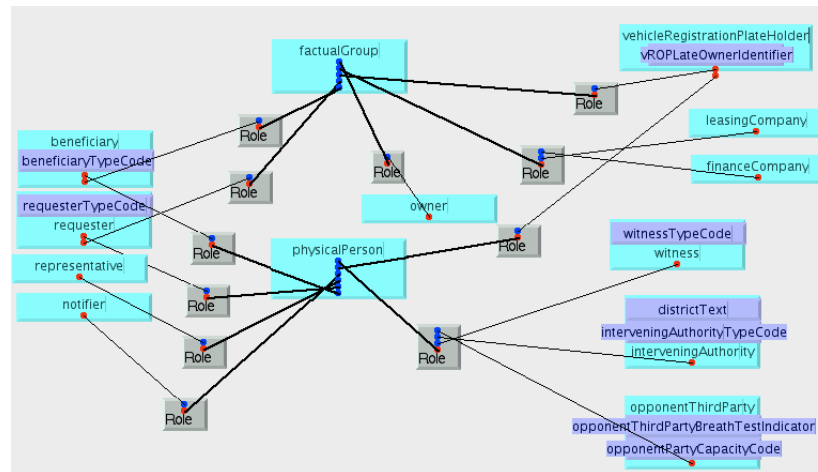 factualGroup
vehicleRegistrationPlateHolder
vROPLateOwnerIdentifier
Role
leasingCompany
Role
beneficiary
beneficiaryTypeCode
Role
Role
financeCompany
Role
requesterTypeCode
requester
owner
Role
witnessTypeCode
witness
Role
physicalPerson
representative
notifier
Role
districtText
interveningAuthorityTypeCode
interveningAuthority
Role
Role
opponentThirdParty
opponentThirdPartyBreathTestIndicator
opponentPartyCapacityCode
Role